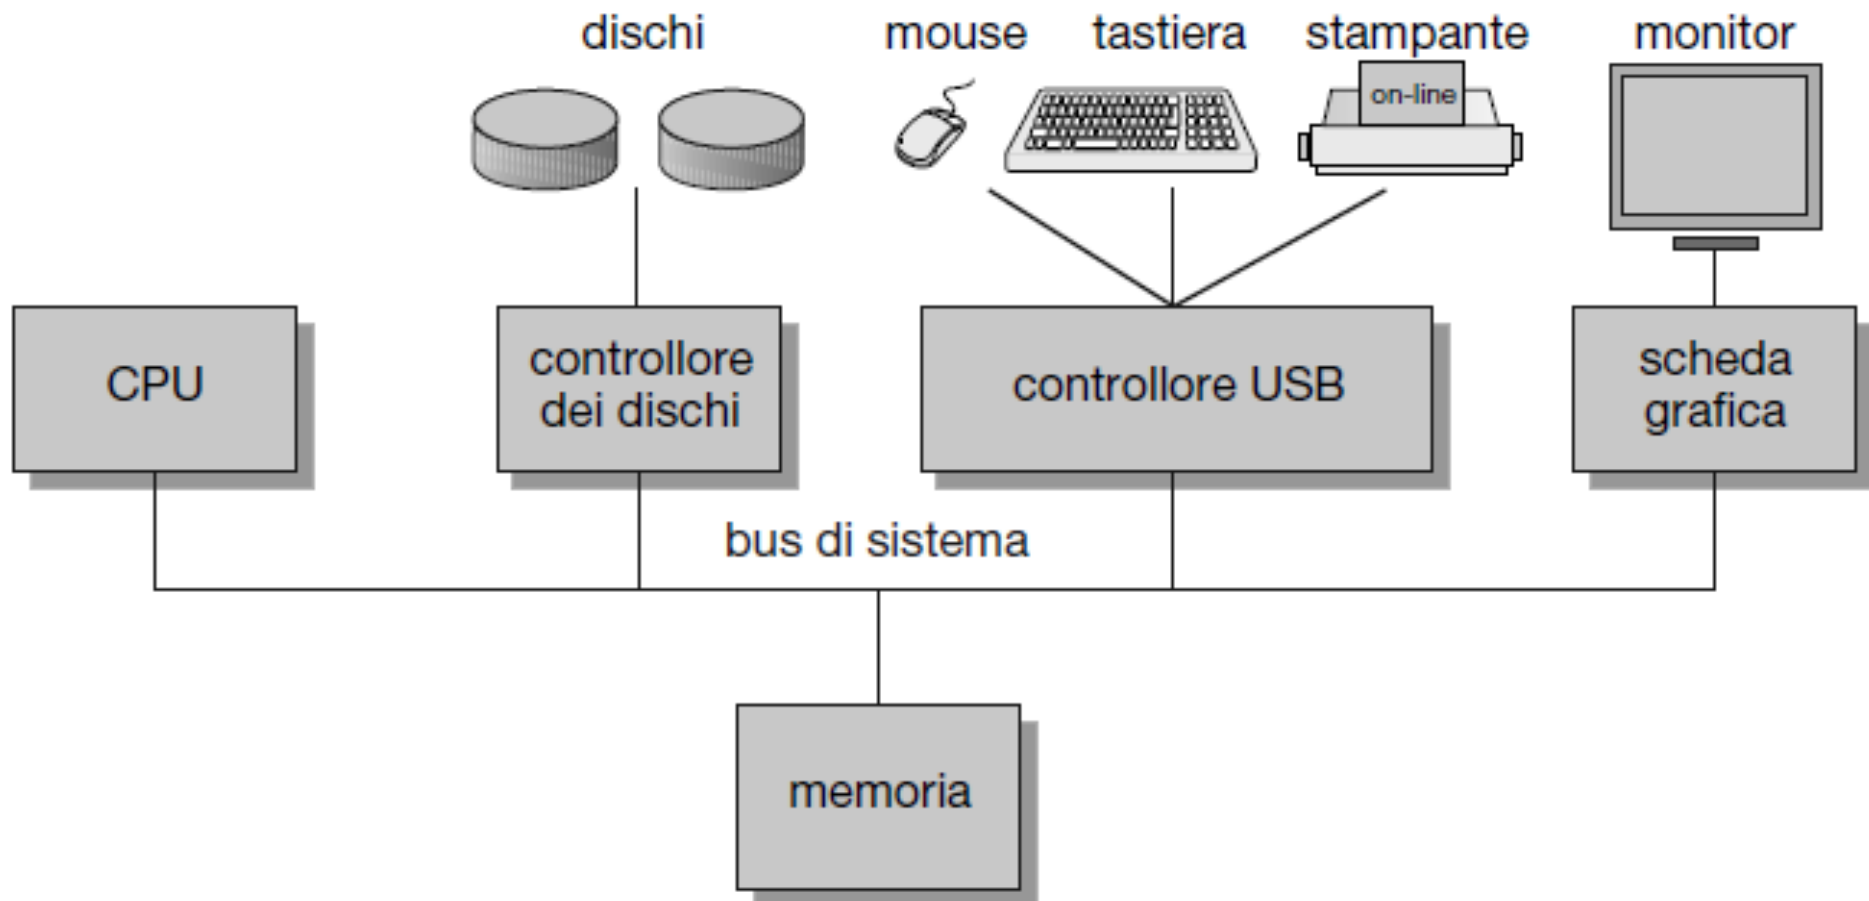 dischi
mouse
tastiera
stampante
monitor
on-line
CPU
controllore
dei dischi
controllore USB
scheda
grafica
bus di sistema
memoria